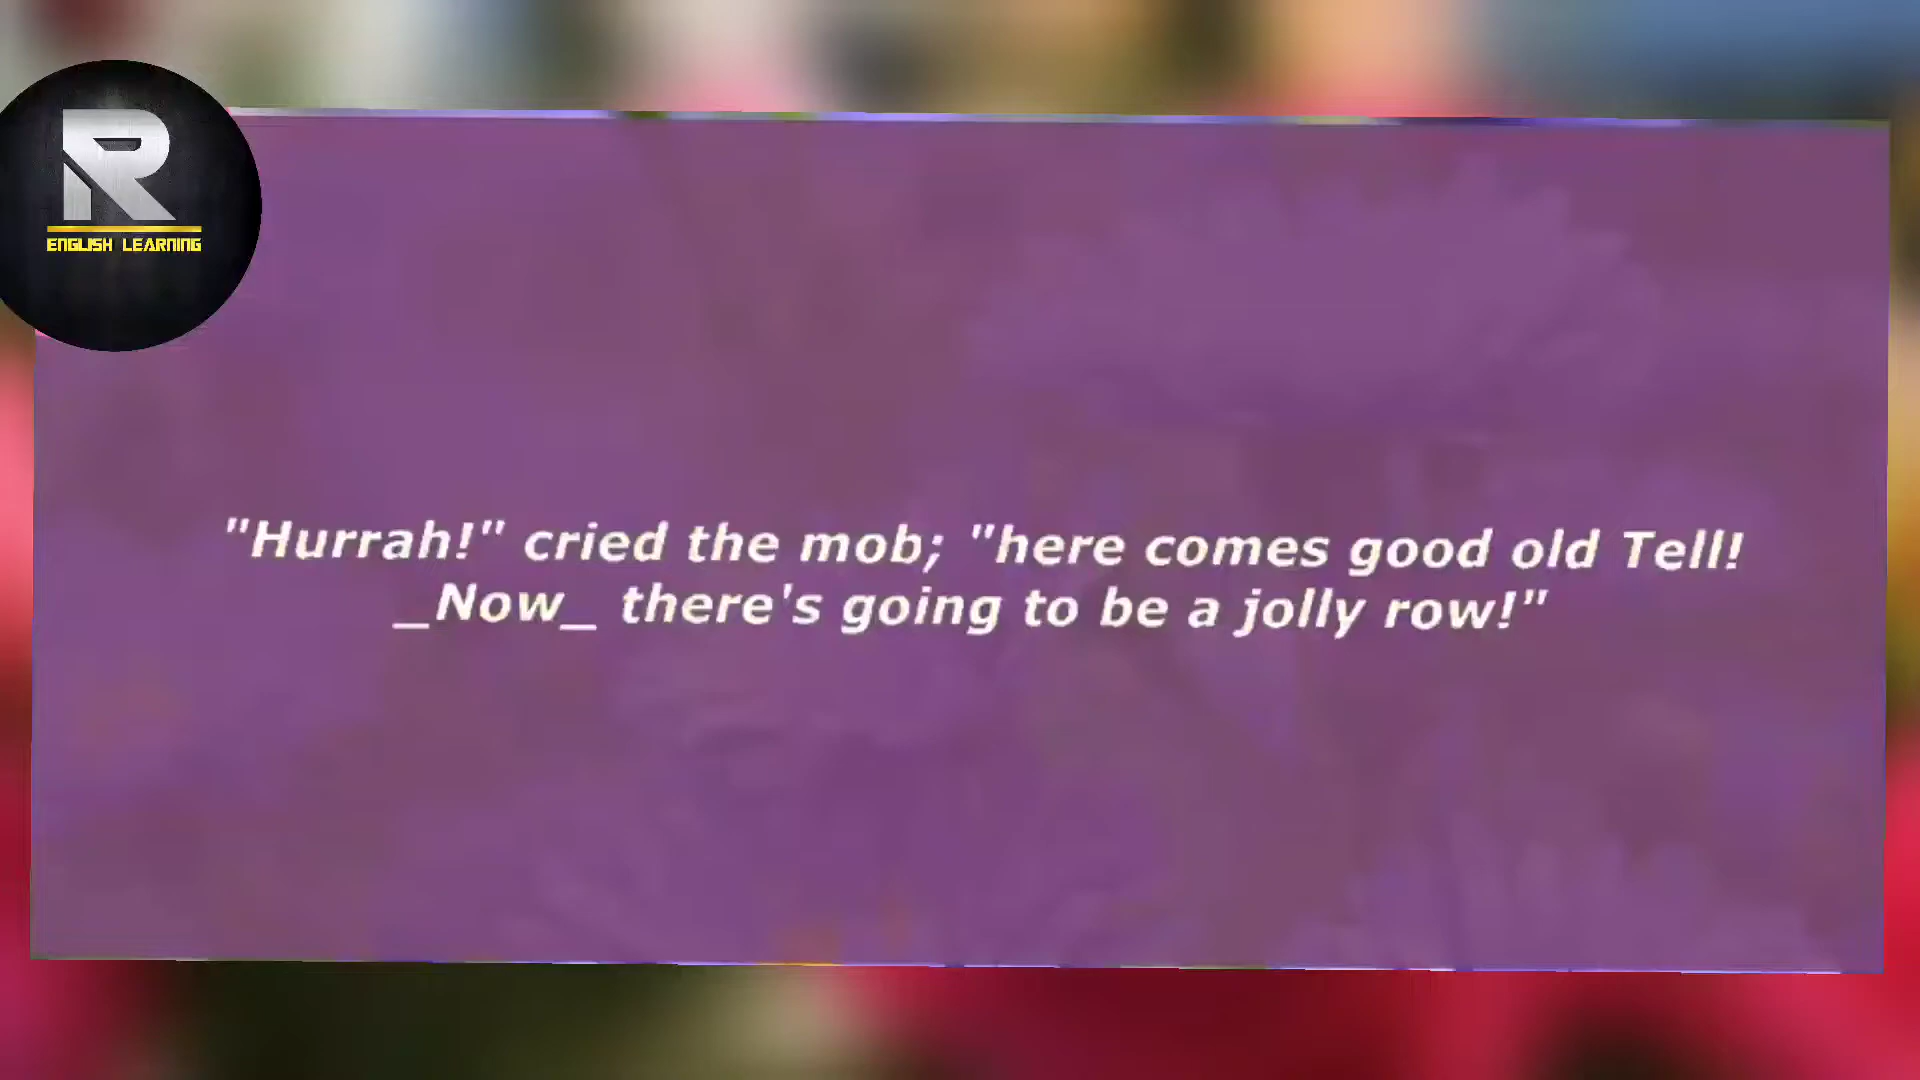 R
ENGLISH LEARNING
"Hurrah!" cried the mob; "here comes good old Tell!
_Now_ there's going to be a jolly row!"